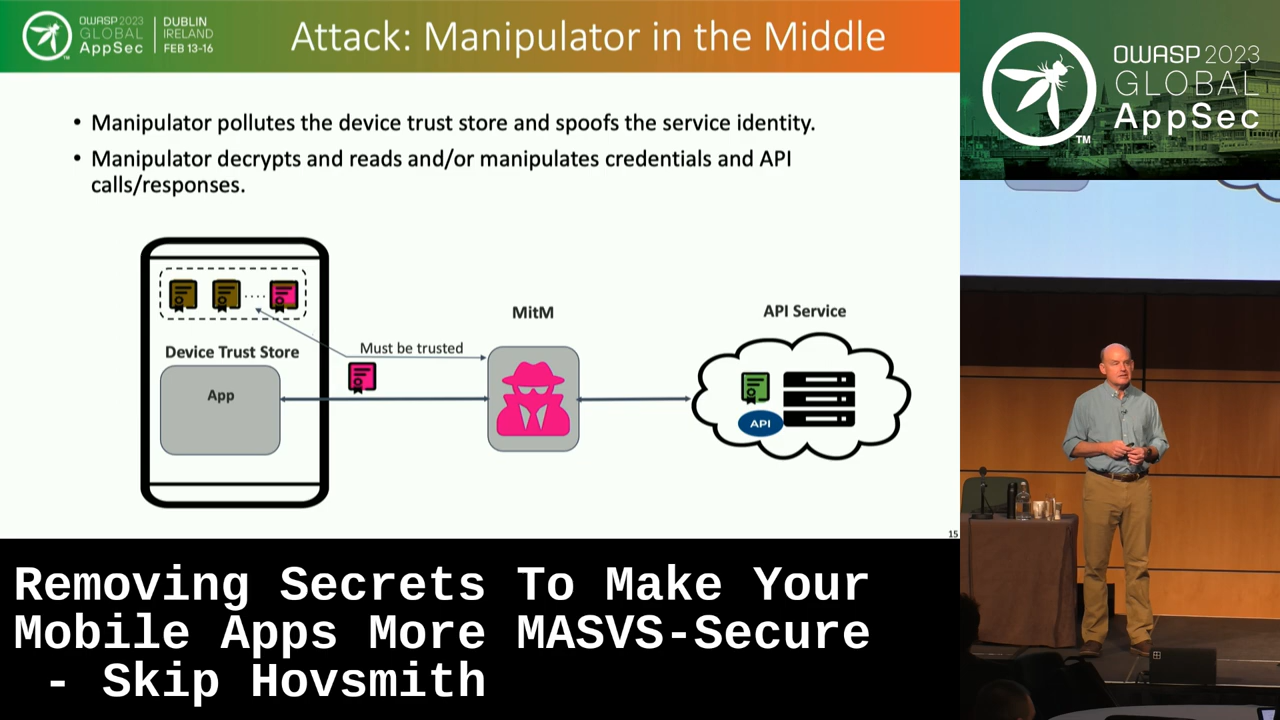 OWASP 2023
GLOBAL
AppSec
DUBLIN
IRELAND
FEB 13-16
TM
Attack: Manipulator in the Middle
• Manipulator pollutes the device trust store and spoofs the service identity.
• Manipulator decrypts and reads and/or manipulates credentials and API
calls/responses.
MitM
API Service
Must be trusted
Device Trust Store
App
API
15
Removing Secrets To Make Your
Mobile Apps More MASVS-Secure
- Skip Hovsmith
OWASP 2023
GLOBAL
AppSec
TM